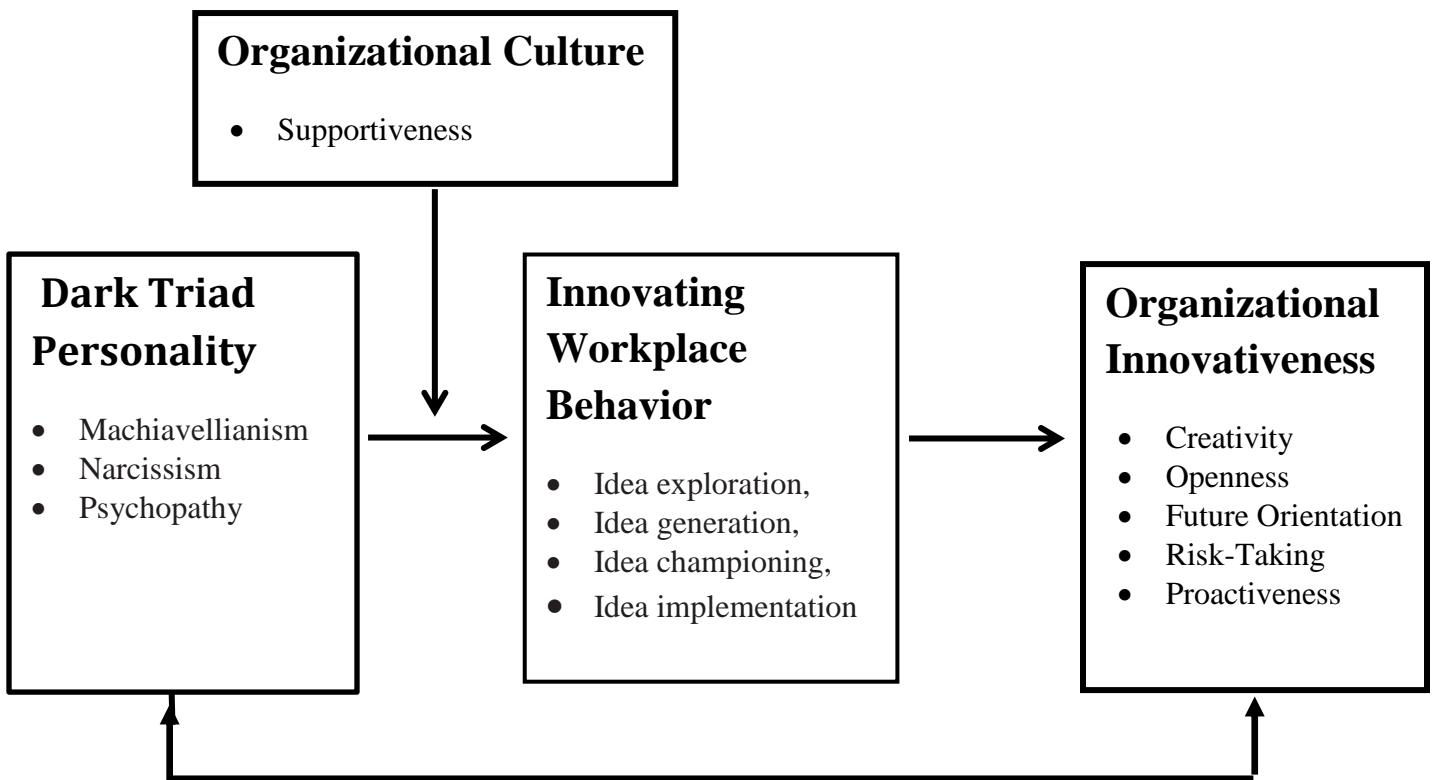 Organizational Culture
• Supportiveness
Dark Triad
Personality
• Machiavellianism
• Narcissism
• Psychopathy
Innovating
Workplace
Behavior
• Idea exploration,
• Idea generation,
• Idea championing,
• Idea implementation
Organizational
Innovativeness
• Creativity
• Openness
• Future Orientation
• Risk-Taking
• Proactiveness